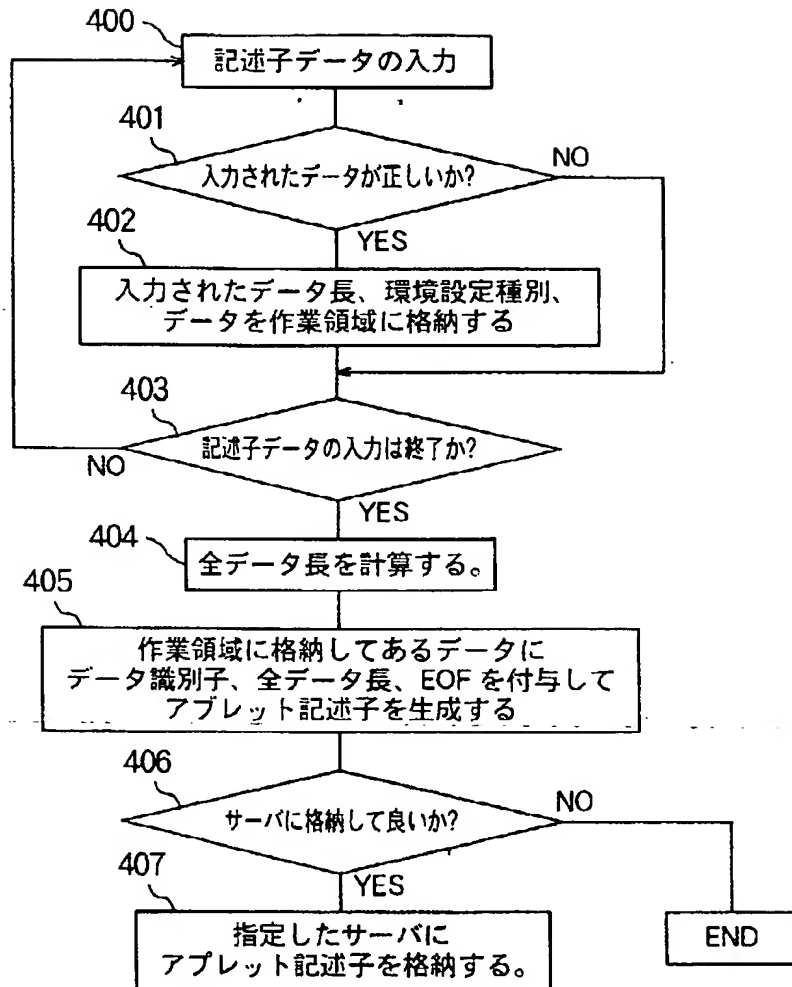 400
記述子データの入力
401
入力されたデータが正しいか?
NO
YES
402
入力されたデータ長、環境設定種別、
データを作業領域に格納する
403
記述子データの入力は終了か?
NO
YES
404
全データ長を計算する。
405
作業領域に格納してあるデータに
データ識別子、全データ長、EOFを付与して
アブレット記述子を生成する
406
サーバに格納して良いか?
NO
YES
407
指定したサーバに
アプレット記述子を格納する。
END